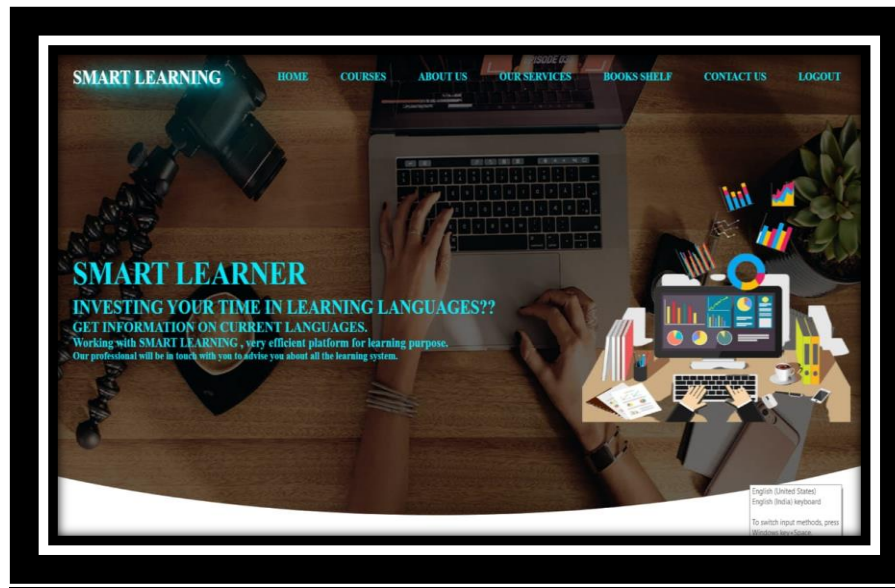 SMART LEARNING
HOME COURSES ABOUT US OUR SERVICES BOOKS SHELF CONTACT US LOGOUT
SMART LEARNER
INVESTING YOUR TIME IN LEARNING LANGUAGES??
GET INFORMATION ON CURRENT LANGUAGES.
Working with SMART LEARNING , very efficient platform for learning purpose.
Our professional will be in touch with you to advise you about all the learning system.
English (United States)
English (India) keyboard
To switch input methods, press
Windows key+Space.